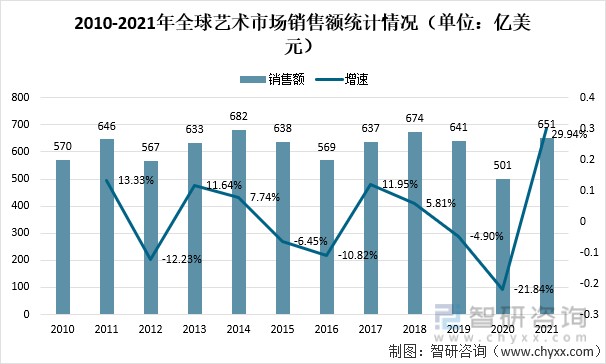 2010-2021年全球艺术市场销售额统计情况（单位：亿美
元）
销售额 增速
800 0.4
700 0.3
600 0.2
500 0.1
400 0
300 -0.1
200 -0.2
100 -0.3
0
570 646 567 633 682 638 569 637 674 641 501 651
13.33% -12.23% 11.64% 7.74% -6.45% -10.82% 11.95% 5.81% -4.90% -21.84% 29.94%
2010 2011 2012 2013 2014 2015 2016 2017 2018 2019 2020 2021
智研咨询
www.chyxx.com
制图：智研咨询（www.chyxx.com）